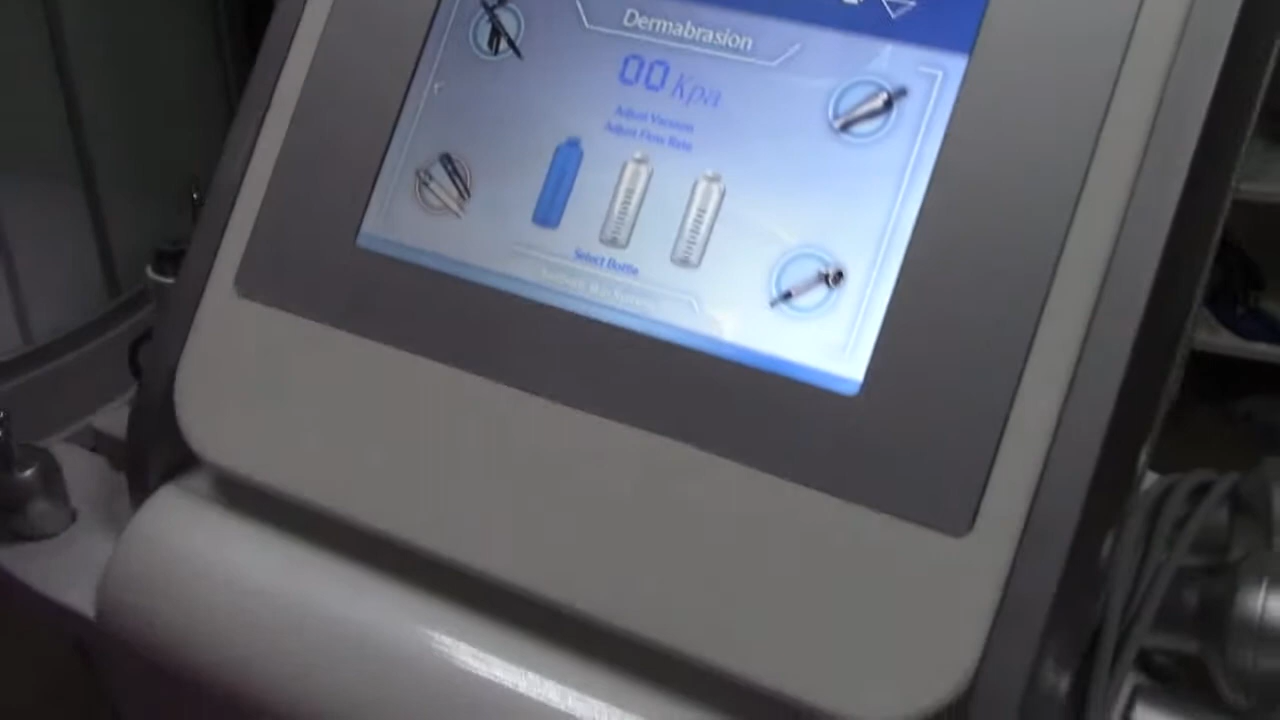 Dermabrasion
00 Kpa
Adjust Vacuum
Adjust Flow Rate
Select Bottle